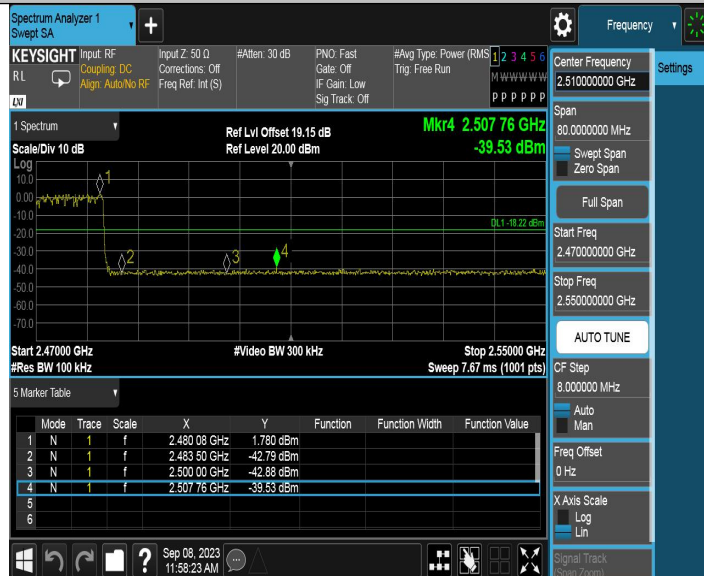 Spectrum Analyzer 1
Swept SA
+
Frequency
KEYSIGHT
RL
LXI
Input: RF
Coupling: DC
Align: Auto/No RF
Input Z: 50 Ω
Corrections: Off
Freq Ref: Int (S)
#Atten: 30 dB
PNO: Fast
Gate: Off
IF Gain: Low
Sig Track: Off
#Avg Type: Power (RMS
Trig: Free Run
1 2 3 4 5 6
M W W W W W
P P P P P P
1 Spectrum
Scale/Div 10 dB
Ref Lvl Offset 19.15 dB
Ref Level 20.00 dBm
Mkr4 2.507 76 GHz
-39.53 dBm
Log
10.0
0.00
-10.0
-20.0
-30.0
-40.0
-50.0
-60.0
-70.0
1
2
3
4
DL1 -18.22 dBm
Start 2.47000 GHz
#Res BW 100 kHz
#Video BW 300 kHz
Stop 2.55000 GHz
Sweep 7.67 ms (1001 pts)
5 Marker Table
Mode Trace Scale X Y Function Function Width Function Value
1 N 1 f 2.480 08 GHz 1.780 dBm
2 N 1 f 2.483 50 GHz -42.79 dBm
3 N 1 f 2.500 00 GHz -42.88 dBm
4 N 1 f 2.507 76 GHz -39.53 dBm
5
6
?
Sep 08, 2023
11:58:23 AM
Center Frequency
2.510000000 GHz
Settings
Span
80.0000000 MHz
Swept Span
Zero Span
Full Span
Start Freq
2.470000000 GHz
Stop Freq
2.550000000 GHz
AUTO TUNE
CF Step
8.000000 MHz
Auto
Man
Freq Offset
0 Hz
X Axis Scale
Log
Lin
Signal Track
(Span Zoom)